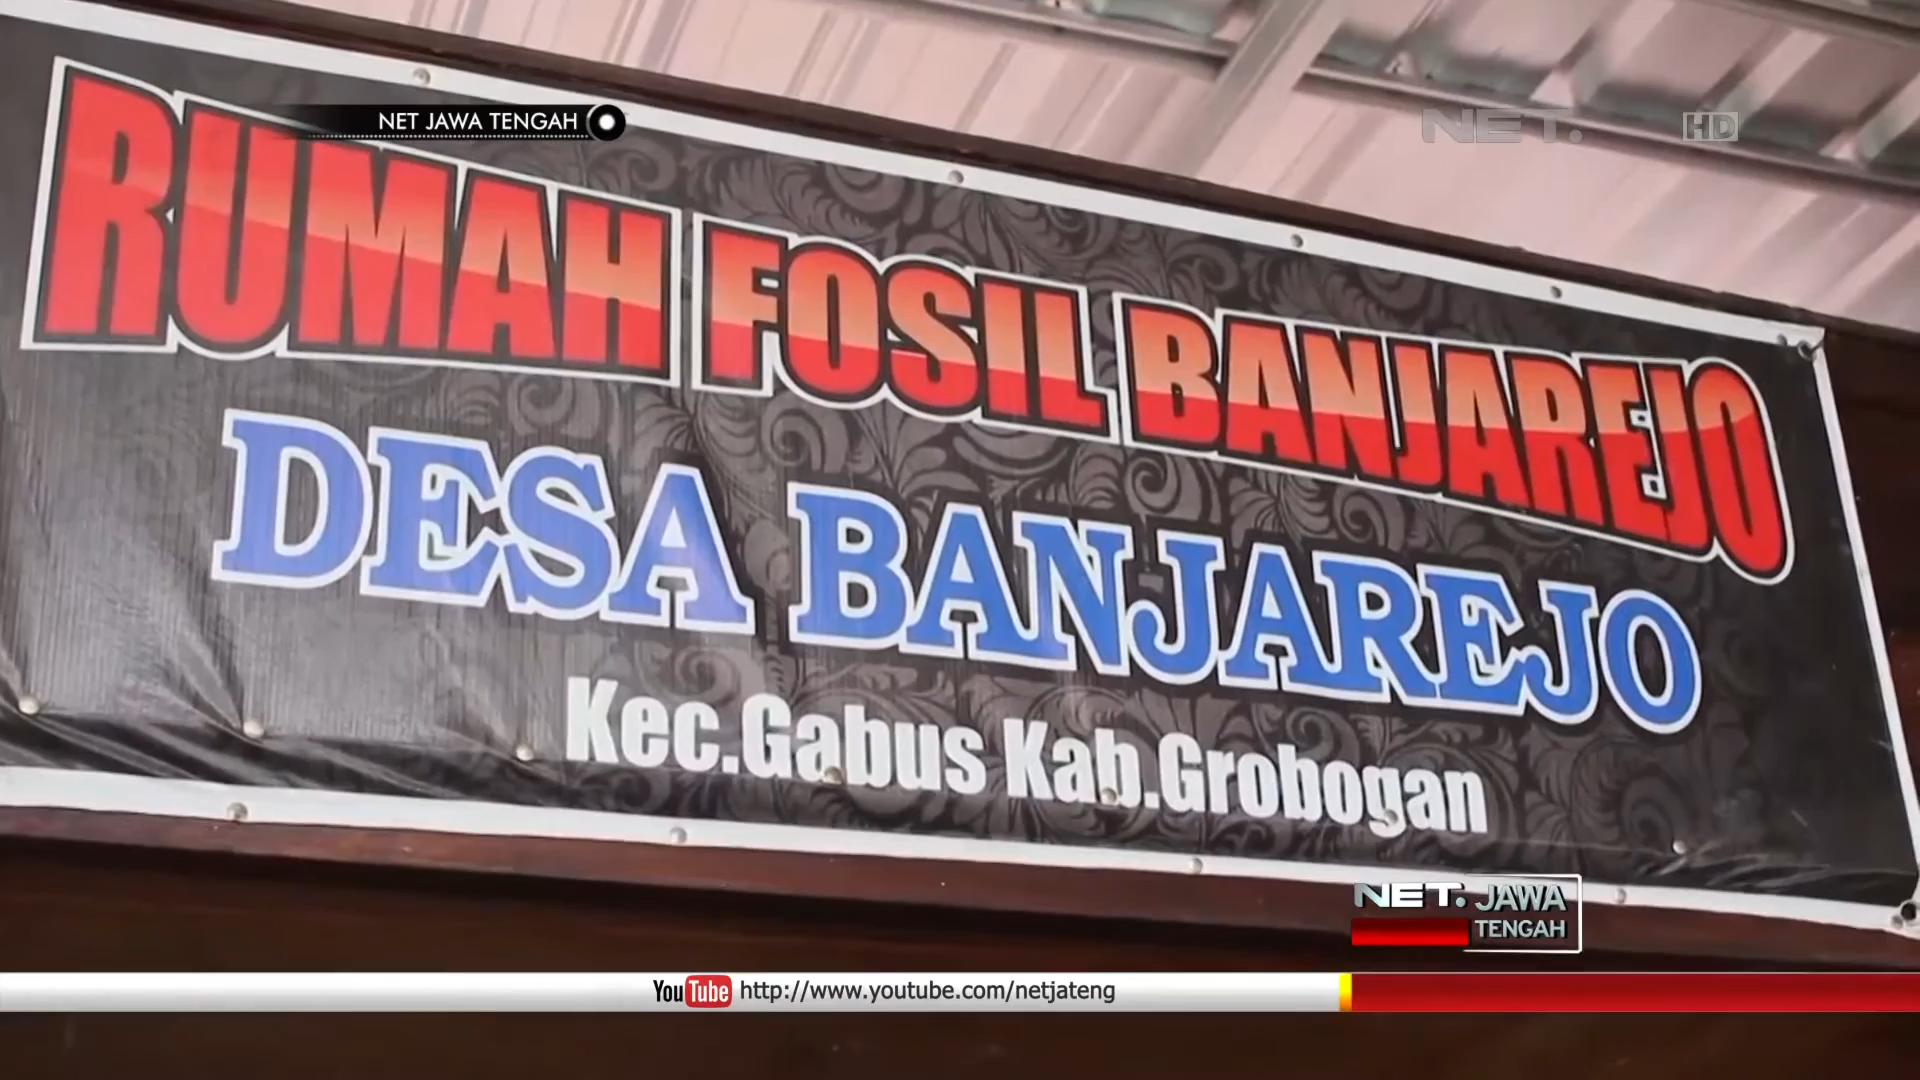 NET JAWA TENGAH
NET. HD
RUMAH FOSIL BANJAREJO
DESA BANJAREJO
Kec.Gabus Kab.Grobogan
NET. JAWA
TENGAH
YouTube http://www.youtube.com/netjateng